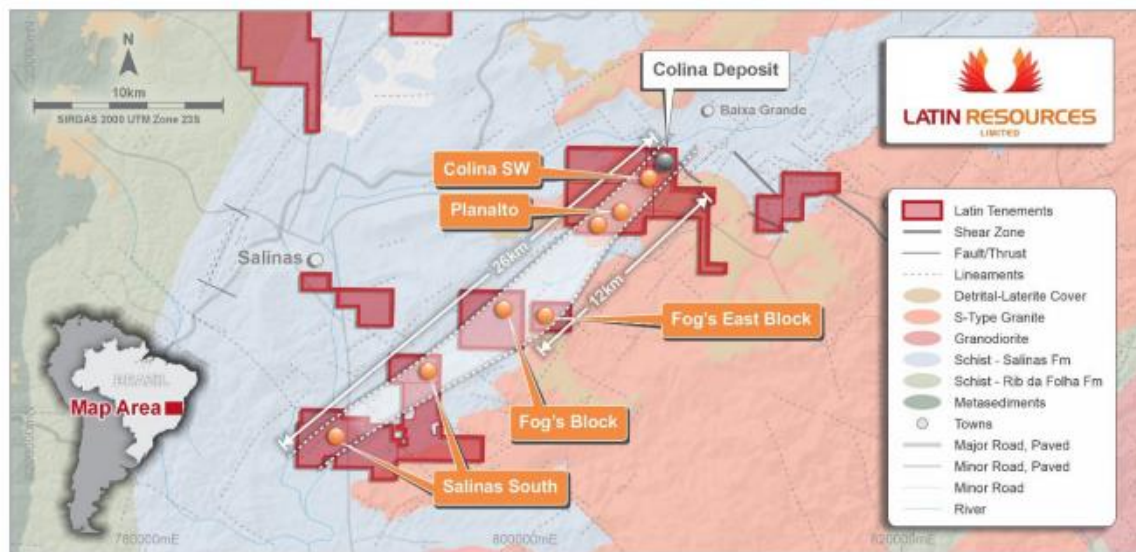 N
10km
SIRGAS 2000 UTM Zone 23S
Colina Deposit
Baixa Grande
LATIN RESOURCES
LIMITED
Colina SW
Planalto
Salinas
26km
12km
Fog's East Block
Fog's Block
Salinas South
BRASIL
Map Area
780000mE
800000mE
820000mE
Latin Tenements
Shear Zone
Fault/Thrust
Lineaments
Detrital-Laterite Cover
S-Type Granite
Granodiorite
Schist - Salinas Fm
Schist - Rib da Folha Fm
Metasediments
Towns
Major Road, Paved
Minor Road, Paved
Minor Road
River